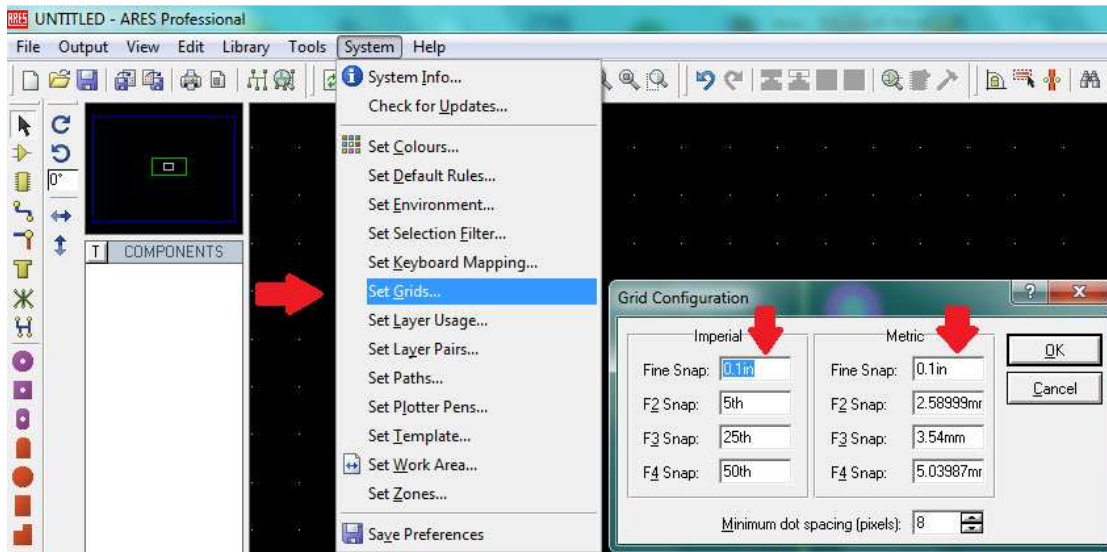 ARES UNTITLED - ARES Professional
File Output View Edit Library Tools System Help
System Info...
Check for Updates...
Set Colours...
Set Default Rules...
Set Environment...
Set Selection Filter...
Set Keyboard Mapping...
Set Grids...
Set Layer Usage...
Set Layer Pairs...
Set Paths...
Set Plotter Pens...
Set Template...
Set Work Area...
Set Zones...
Save Preferences
0°
T COMPONENTS
Grid Configuration
Imperial
Fine Snap: 0.1in
F2 Snap: 5th
F3 Snap: 25th
F4 Snap: 50th
Metric
Fine Snap: 0.1in
F2 Snap: 2.58999mr
F3 Snap: 3.54mm
F4 Snap: 5.03987mr
Minimum dot spacing (pixels): 8
OK
Cancel